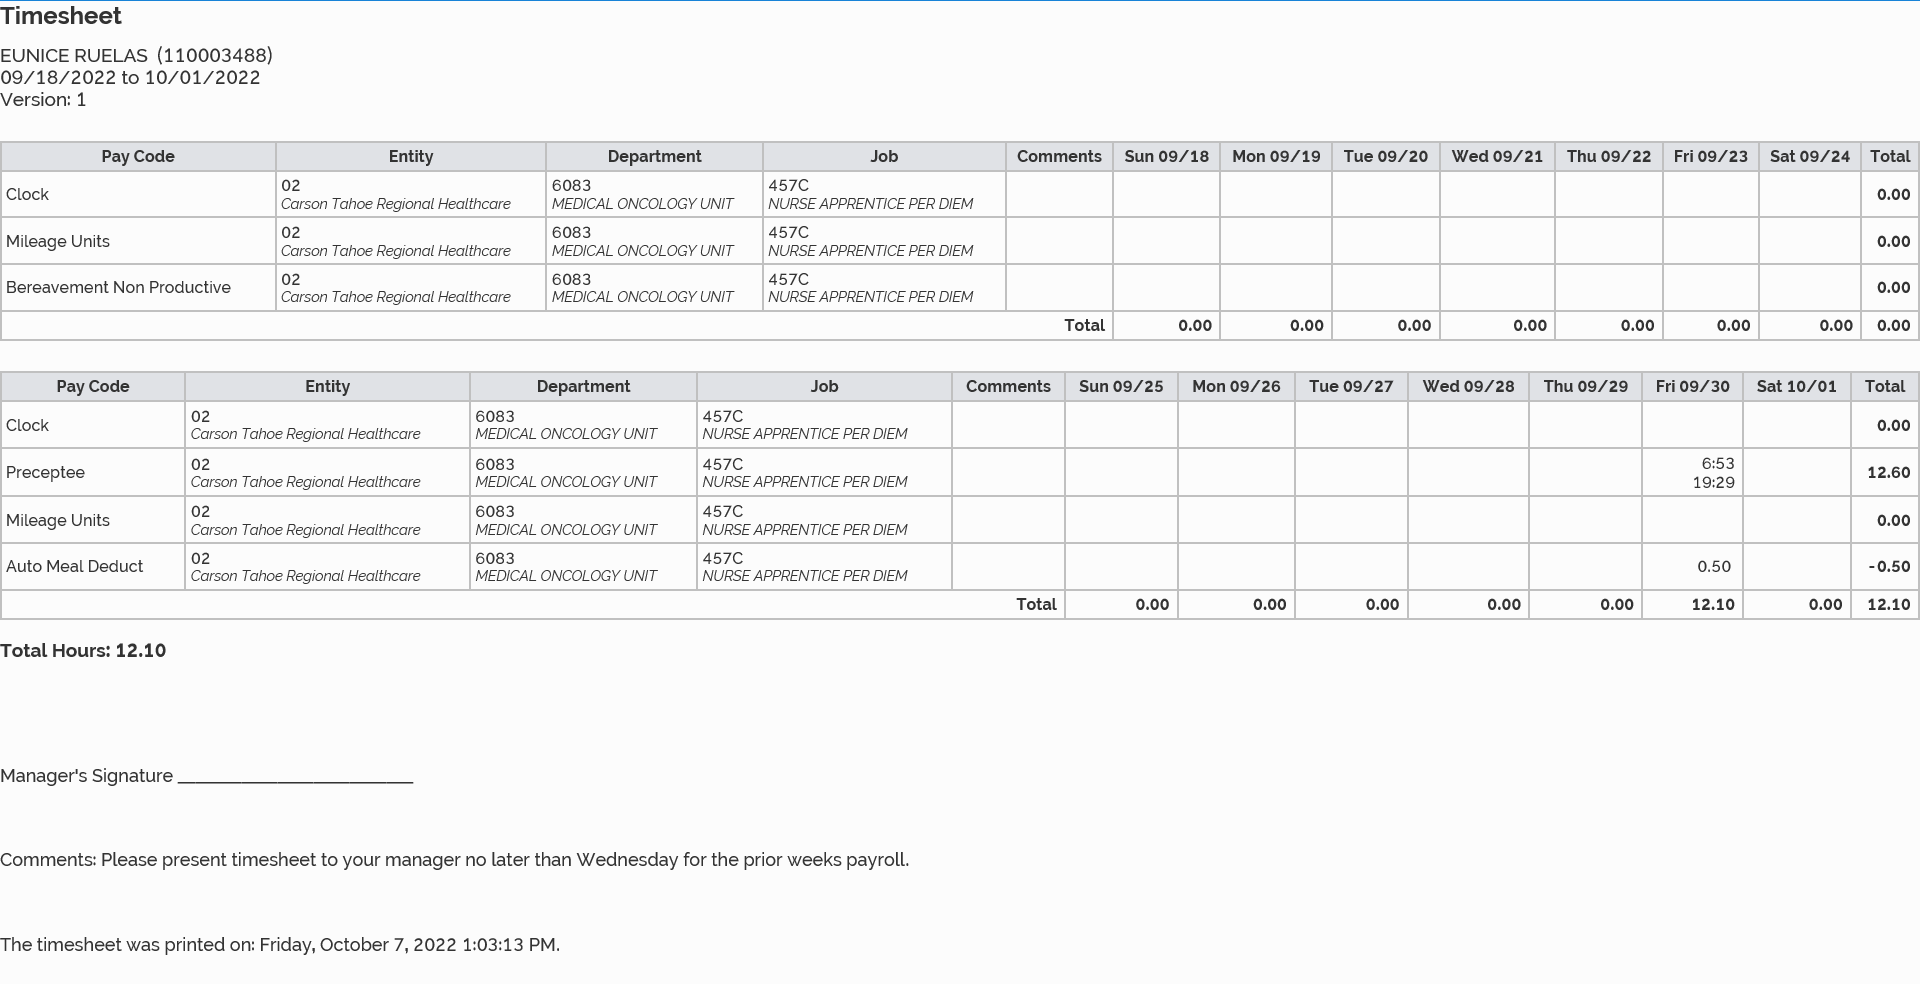 Timesheet
EUNICE RUELAS (110003488)
09/18/2022 to 10/01/2022
Version: 1
Pay Code Entity Department Job Comments Sun 09/18 Mon 09/19 Tue 09/20 Wed 09/21 Thu 09/22 Fri 09/23 Sat 09/24 Total
Clock 02 6083 457C 0.00
Carson Tahoe Regional Healthcare MEDICAL ONCOLOGY UNIT NURSE APPRENTICE PER DIEM
Mileage Units 02 6083 457C 0.00
Carson Tahoe Regional Healthcare MEDICAL ONCOLOGY UNIT NURSE APPRENTICE PER DIEM
Bereavement Non Productive 02 6083 457C 0.00
Carson Tahoe Regional Healthcare MEDICAL ONCOLOGY UNIT NURSE APPRENTICE PER DIEM
Total 0.00 0.00 0.00 0.00 0.00 0.00 0.00 0.00
Pay Code Entity Department Job Comments Sun 09/25 Mon 09/26 Tue 09/27 Wed 09/28 Thu 09/29 Fri 09/30 Sat 10/01 Total
Clock 02 6083 457C 0.00
Carson Tahoe Regional Healthcare MEDICAL ONCOLOGY UNIT NURSE APPRENTICE PER DIEM
Preceptee 02 6083 457C 6:53 12.60
Carson Tahoe Regional Healthcare MEDICAL ONCOLOGY UNIT NURSE APPRENTICE PER DIEM 19:29
Mileage Units 02 6083 457C 0.00
Carson Tahoe Regional Healthcare MEDICAL ONCOLOGY UNIT NURSE APPRENTICE PER DIEM
Auto Meal Deduct 02 6083 457C 0.50 -0.50
Carson Tahoe Regional Healthcare MEDICAL ONCOLOGY UNIT NURSE APPRENTICE PER DIEM
Total 0.00 0.00 0.00 0.00 0.00 12.10 0.00 12.10
Total Hours: 12.10
Manager's Signature __________________________
Comments: Please present timesheet to your manager no later than Wednesday for the prior weeks payroll.
The timesheet was printed on: Friday, October 7, 2022 1:03:13 PM.